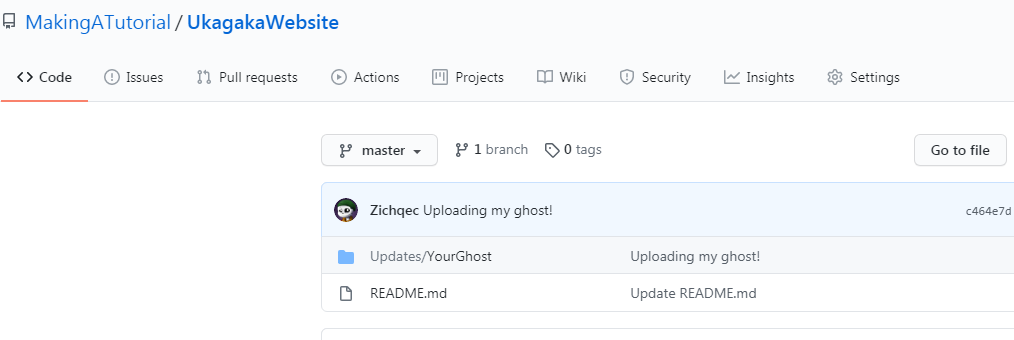 MakingATutorial / UkagakaWebsite
Code Issues Pull requests Actions Projects Wiki Security Insights Settings
master 1 branch 0 tags Go to file
Zichqec Uploading my ghost! c464e7d
Updates/YourGhost Uploading my ghost!
README.md Update README.md